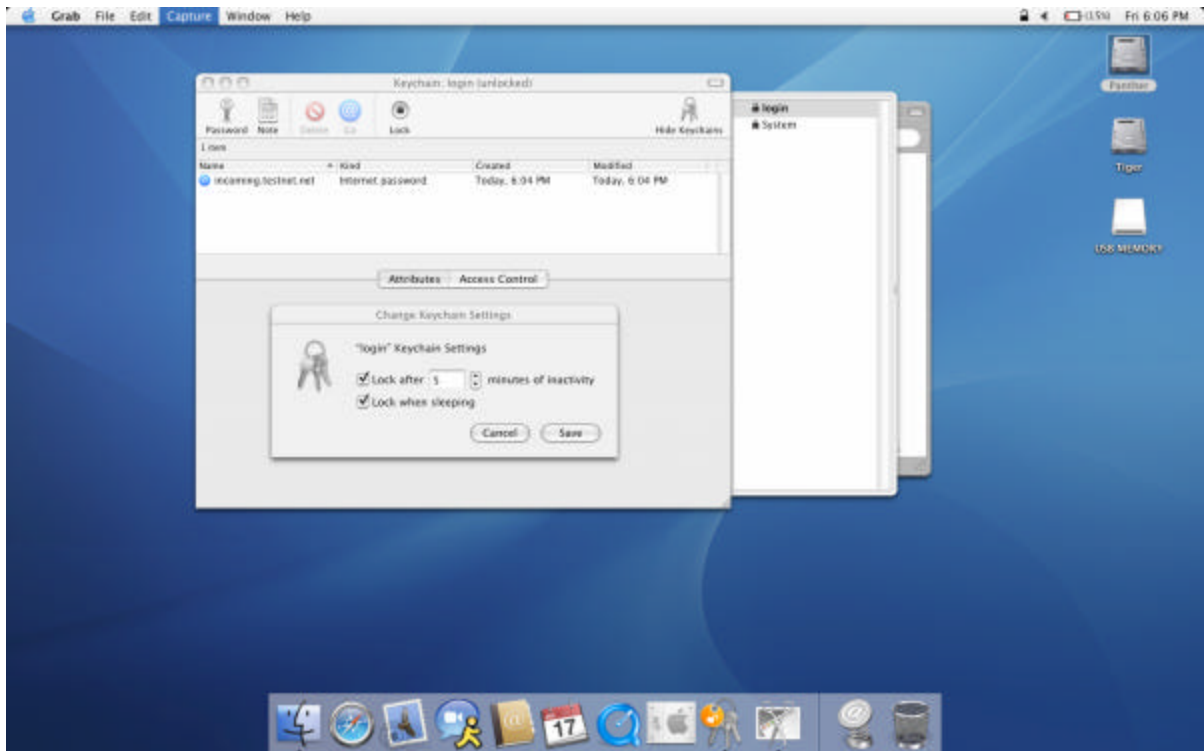 Grab File Edit Capture Window Help
Fri 6:06 PM
Keychain: login (unlocked)
Password Note Delete Go Lock Hide Keychains
1 item
Name Kind Created Modified
incoming.testnet.net Internet password Today, 6:04 PM Today, 6:04 PM
Attributes Access Control
Change Keychain Settings
"login" Keychain Settings
Lock after 5 minutes of inactivity
Lock when sleeping
Cancel Save
login
System
Panther
Tiger
USB MEMORY
17